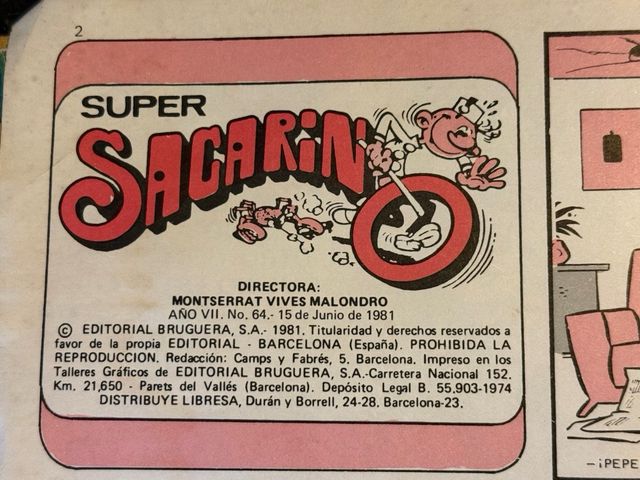 2
SUPER
SACARINO
DIRECTORA:
MONTSERRAT VIVES MALONDRO
AÑO VII. No. 64.- 15 de Junio de 1981
© EDITORIAL BRUGUERA, S.A.- 1981. Titularidad y derechos reservados a
favor de la propia EDITORIAL - BARCELONA (España). PROHIBIDA LA
REPRODUCCION. Redacción: Camps y Fabrés, 5. Barcelona. Impreso en los
Talleres Gráficos de EDITORIAL BRUGUERA, S.A.-Carretera Nacional 152.
Km. 21,650 - Parets del Vallés (Barcelona). Depósito Legal B. 55.903-1974
DISTRIBUYE LIBRESA, Durán y Borrell, 24-28. Barcelona-23.
—¡PEPE